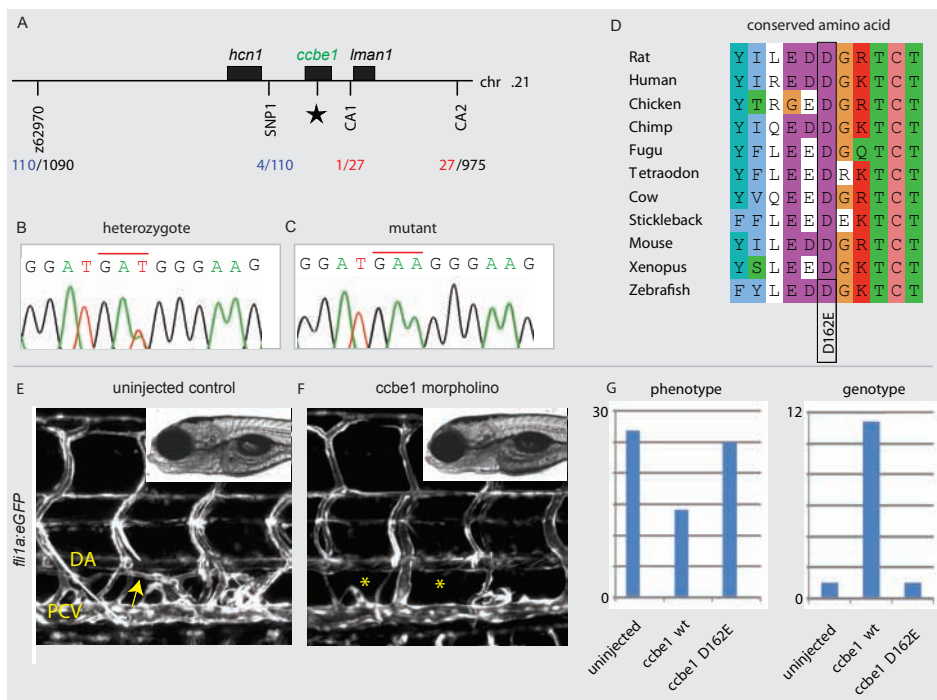 A
hcn1
ccbe1
lman1
chr .21
z62970
SNP1
CA1
CA2
110/1090
4/110
1/27
27/975
B
heterozygote
G G A T G A T G G G A A G
C
mutant
G G A T G A A G G G A A G
D
conserved amino acid
Rat Y I L E D D G R T C T
Human Y I R E D D G K T C T
Chicken Y T R G E D G R T C T
Chimp Y I Q E D D G K T C T
Fugu Y F L E E D G Q T C T
Tetraodon Y F L E E D R K T C T
Cow Y V Q E E D G R T C T
Stickleback F F L E E D E K T C T
Mouse Y I L E D D G R T C T
Xenopus Y S L E E D G K T C T
Zebrafish F Y L E D D G K T C T
D162E
E
uninjected control
fli1a:eGFP
DA
PCV
F
ccbe1 morpholino
*
*
G
phenotype
30
0
uninjected
ccbe1 wt
ccbe1 D162E
genotype
12
0
uninjected
ccbe1 wt
ccbe1 D162E